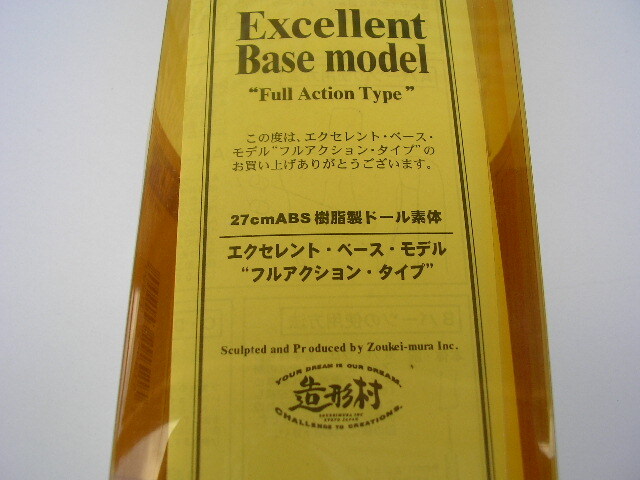 Excellent
Base model
"Full Action Type"
この度は、エクセレント・ベース・
モデル"フルアクション・タイプ"の
お買い上げありがとうございます。
27cmABS樹脂製ドール素体
エクセレント・ベース・モデル
"フルアクション・タイプ"
Sculpted and Produced by Zoukei-mura Inc.
YOUR DREAM IS OUR DREAM.
造形村
CHALLENGE TO CREATIONS.